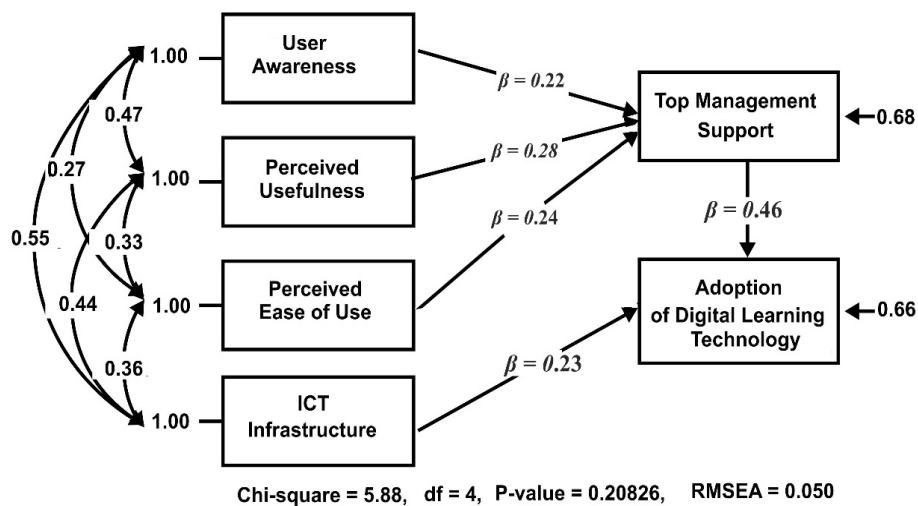 1.00
User
Awareness
β = 0.22
Top Management
Support
0.68
0.47
0.27
1.00
Perceived
Usefulness
β = 0.28
β = 0.24
β = 0.46
0.55
0.33
0.44
1.00
Perceived
Ease of Use
Adoption
of Digital Learning
Technology
0.66
0.36
β = 0.23
1.00
ICT
Infrastructure
Chi-square = 5.88, df = 4, P-value = 0.20826, RMSEA = 0.050